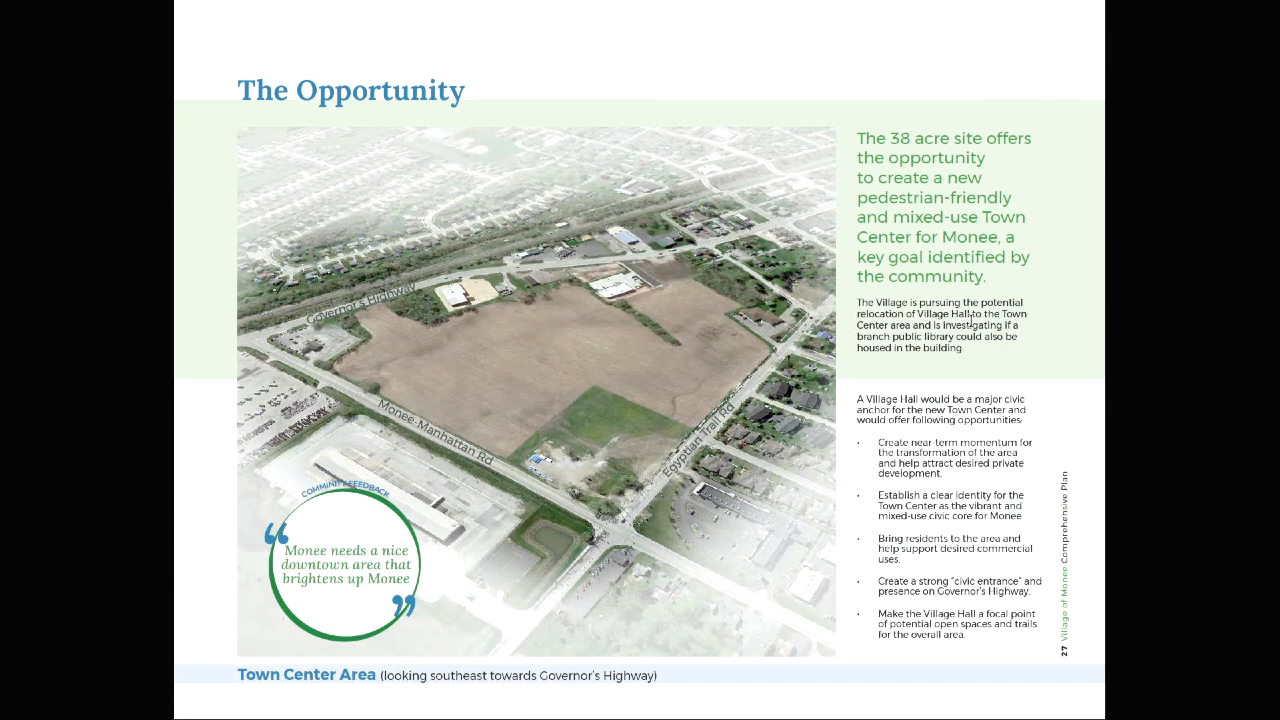 The Opportunity
Governor's Highway
Monee-Manhattan Rd
Egyptian Trail Rd
COMMINITY FEEDBACK
“ Monee needs a nice
downtown area that
brightens up Monee ”
The 38 acre site offers
the opportunity
to create a new
pedestrian-friendly
and mixed-use Town
Center for Monee, a
key goal identified by
the community.
The Village is pursuing the potential
relocation of Village Hall to the Town
Center area and is investigating if a
branch public library could also be
housed in the building.
A Village Hall would be a major civic
anchor for the new Town Center and
would offer following opportunities:
• Create near-term momentum for
the transformation of the area
and help attract desired private
development.
• Establish a clear identity for the
Town Center as the vibrant and
mixed-use civic core for Monee
• Bring residents to the area and
help support desired commercial
uses.
• Create a strong "civic entrance" and
presence on Governor's Highway.
• Make the Village Hall a focal point
of potential open spaces and trails
for the overall area.
27 Village of Monee Comprehensive Plan
Town Center Area (looking southeast towards Governor's Highway)